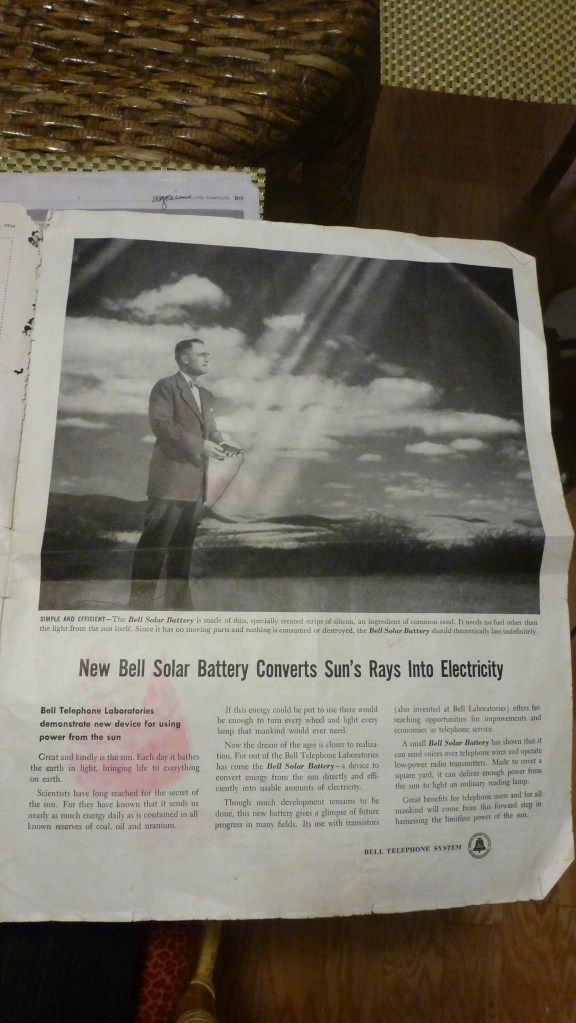 SIMPLE AND EFFICIENT—The Bell Solar Battery is made of thin, specially treated strips of silicon, an ingredient of common sand. It needs no fuel other than
the light from the sun itself. Since it has no moving parts and nothing is consumed or destroyed, the Bell Solar Battery should theoretically last indefinitely.
New Bell Solar Battery Converts Sun's Rays Into Electricity
Bell Telephone Laboratories
demonstrate new device for using
power from the sun
Great and kindly is the sun. Each day it bathes
the earth in light, bringing life to everything
on earth.
Scientists have long reached for the secret of
the sun. For they have known that it sends us
nearly as much energy daily as is contained in all
known reserves of coal, oil and uranium.
If this energy could be put to use there would
be enough to turn every wheel and light every
lamp that mankind would ever need.
Now the dream of the ages is closer to realiza-
tion. For out of the Bell Telephone Laboratories
has come the Bell Solar Battery—a device to
convert energy from the sun directly and effi-
ciently into usable amounts of electricity.
Though much development remains to be
done, this new battery gives a glimpse of future
progress in many fields. Its use with transistors
(also invented at Bell Laboratories) offers far-
reaching opportunities for improvements and
economies in telephone service.
A small Bell Solar Battery has shown that it
can send voices over telephone wires and operate
low-power radio transmitters. Made to cover a
square yard, it can deliver enough power from
the sun to light an ordinary reading lamp.
Great benefits for telephone users and for all
mankind will come from this forward step in
harnessing the limitless power of the sun.
BELL TELEPHONE SYSTEM